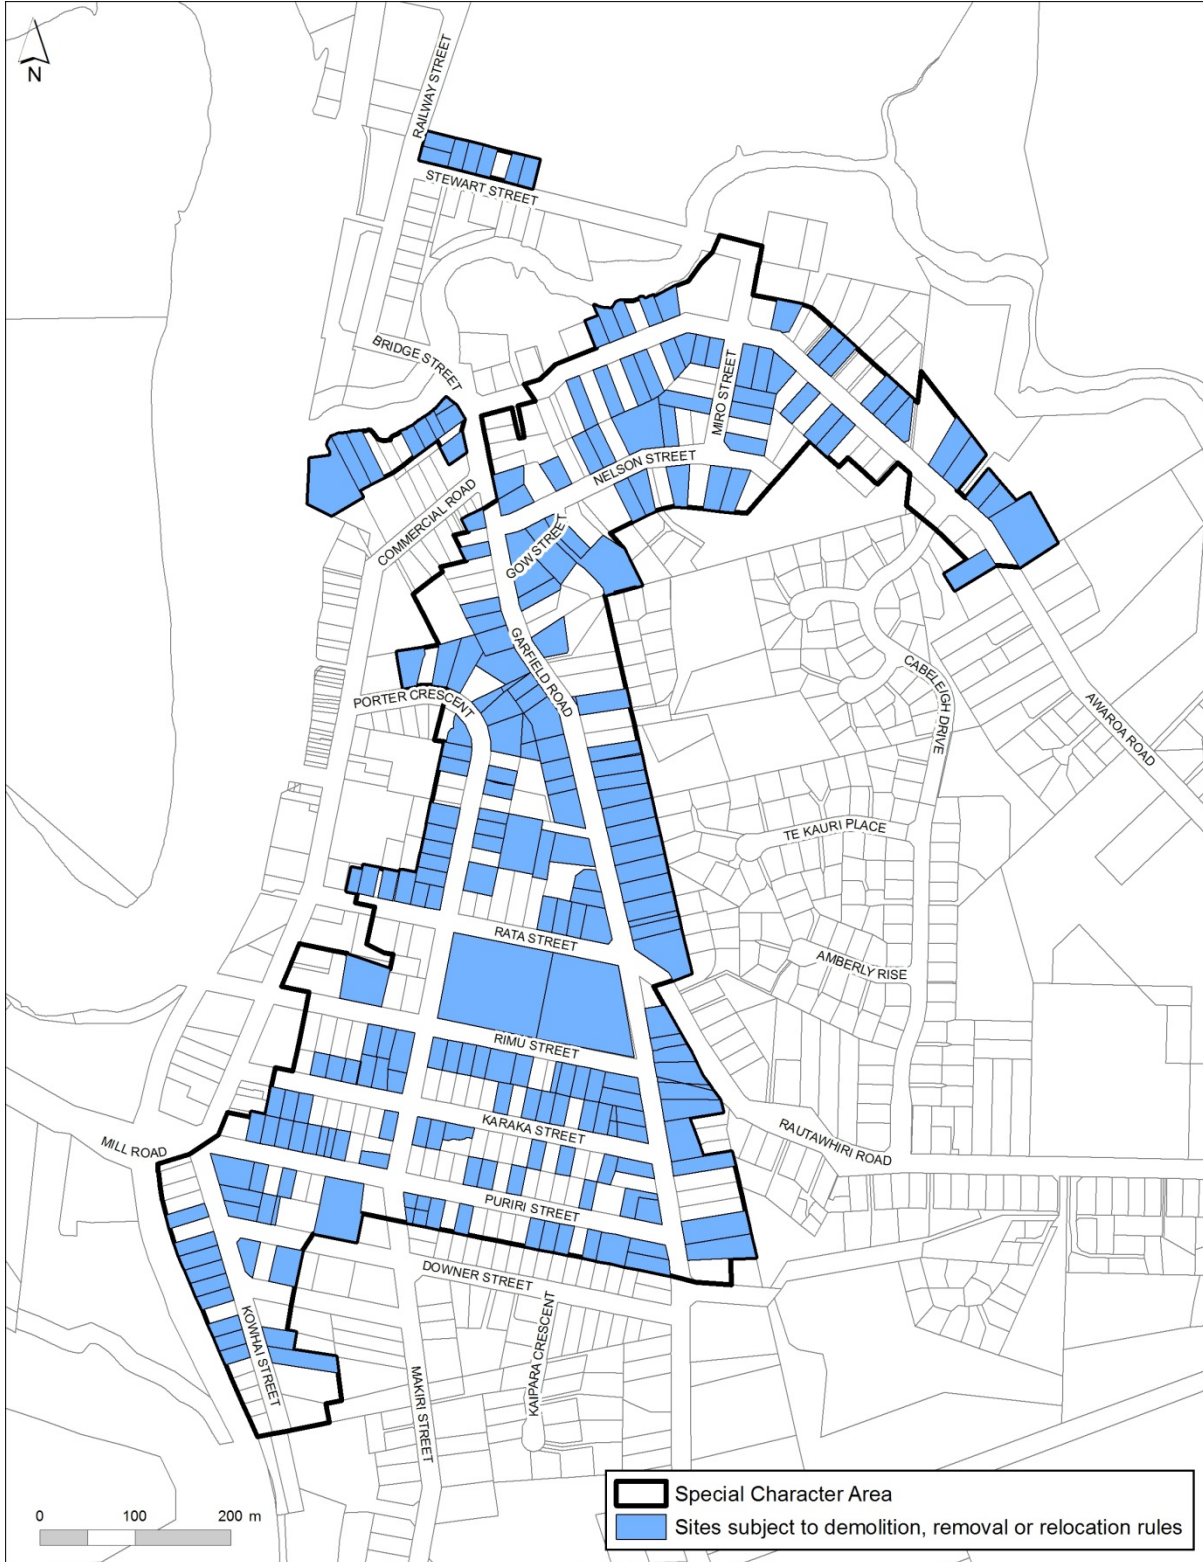 N
RAILWAY STREET
STEWART STREET
BRIDGE STREET
MIRO STREET
NELSON STREET
COMMERCIAL ROAD
GOW STREET
GARFIELD ROAD
CABELEIGH DRIVE
AWAROA ROAD
PORTER CRESCENT
TE KAURI PLACE
RATA STREET
AMBERLY RISE
RIMU STREET
KARAKA STREET
RAUTAWHIRI ROAD
MILL ROAD
PURIRI STREET
DOWNER STREET
KOWHAI STREET
MAKIRI STREET
KAIPARA CRESCENT
Special Character Area
Sites subject to demolition, removal or relocation rules
0 100 200 m